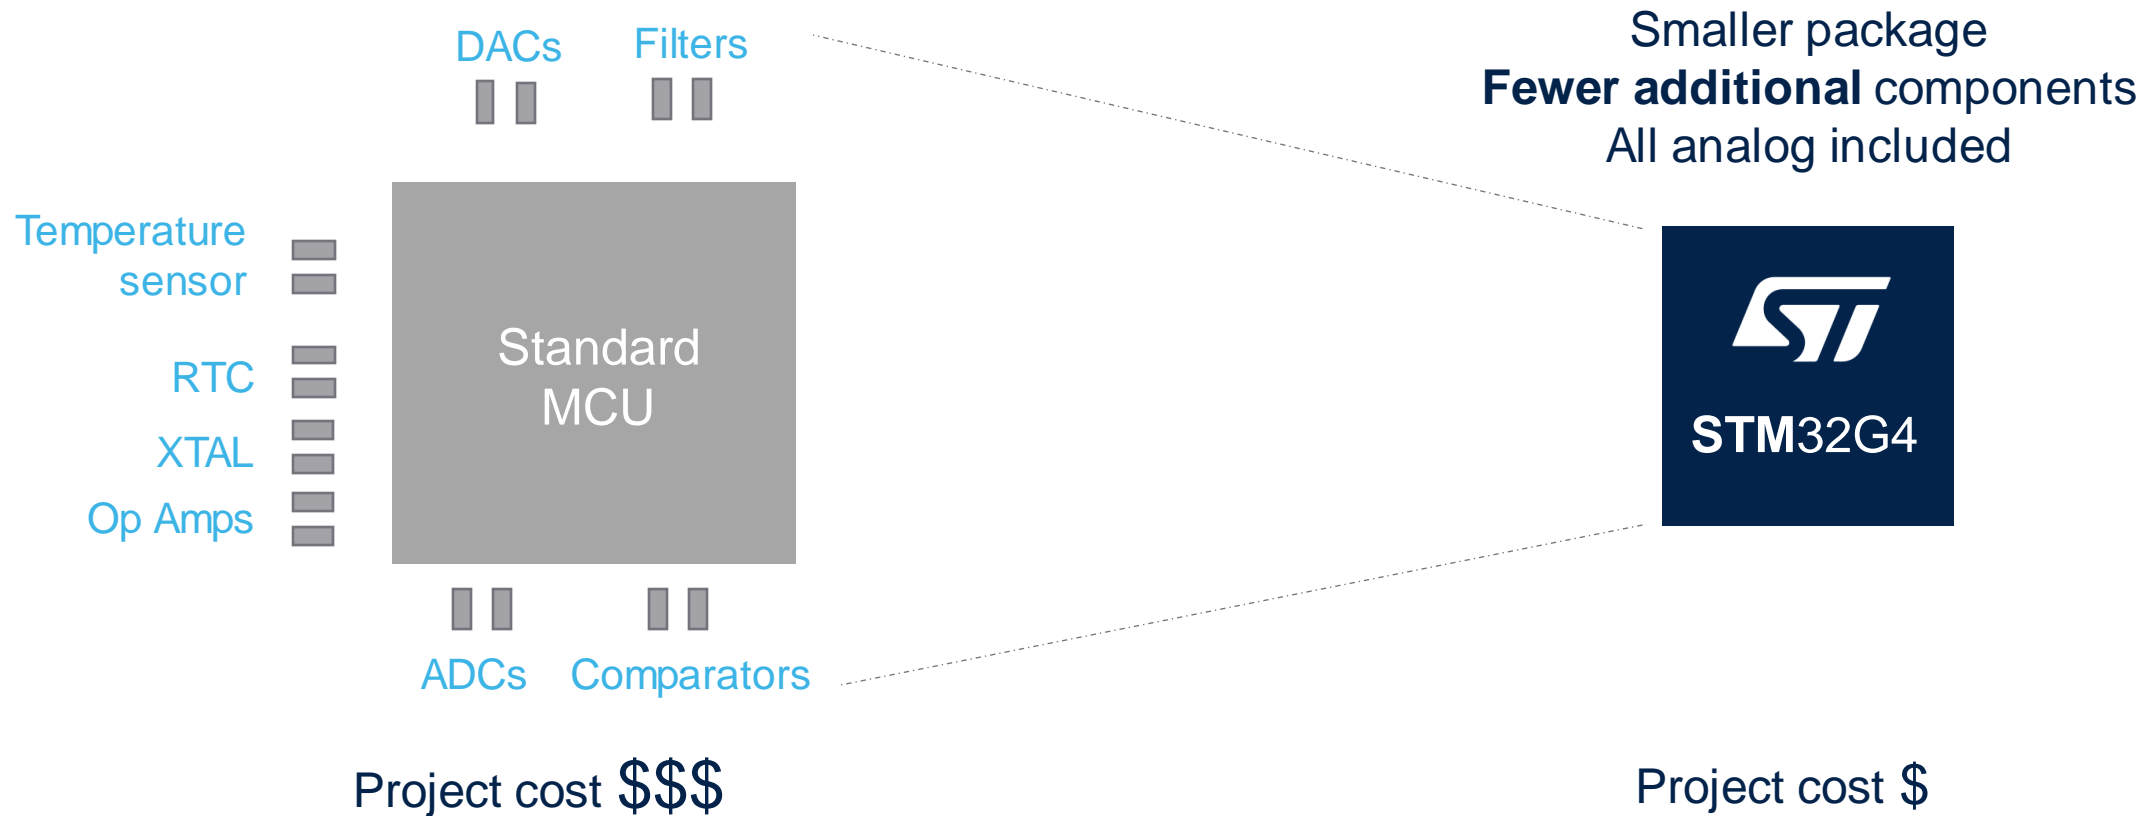 DACs
Filters
Temperature
sensor
RTC
XTAL
Op Amps
Standard
MCU
ADCs
Comparators
Project cost $$$
Smaller package
Fewer additional components
All analog included
ST
STM32G4
Project cost $